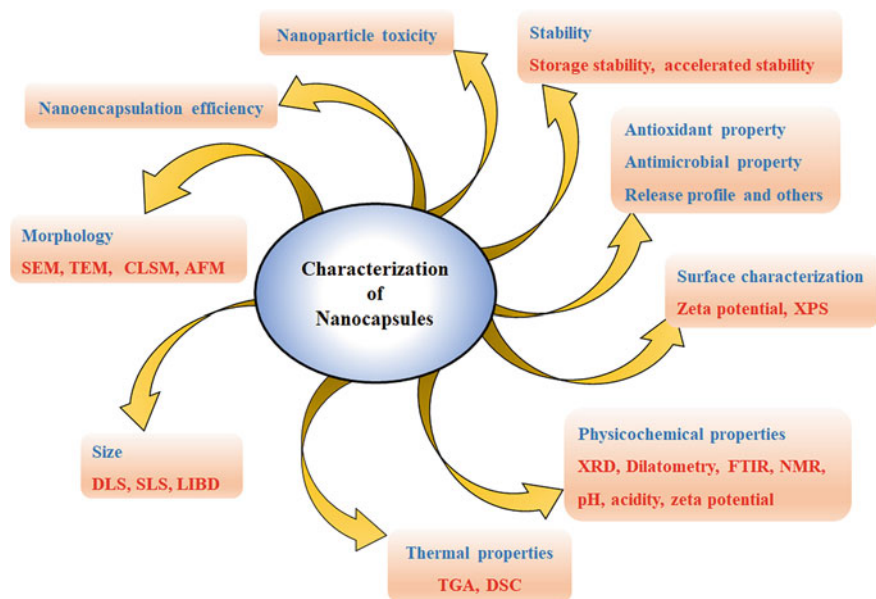 Nanoparticle toxicity
Stability
Storage stability, accelerated stability
Nanoencapsulation efficiency
Antioxidant property
Antimicrobial property
Release profile and others
Morphology
SEM, TEM, CLSM, AFM
Characterization
of
Nanocapsules
Surface characterization
Zeta potential, XPS
Size
DLS, SLS, LIBD
Physicochemical properties
XRD, Dilatometry, FTIR, NMR,
pH, acidity, zeta potential
Thermal properties
TGA, DSC